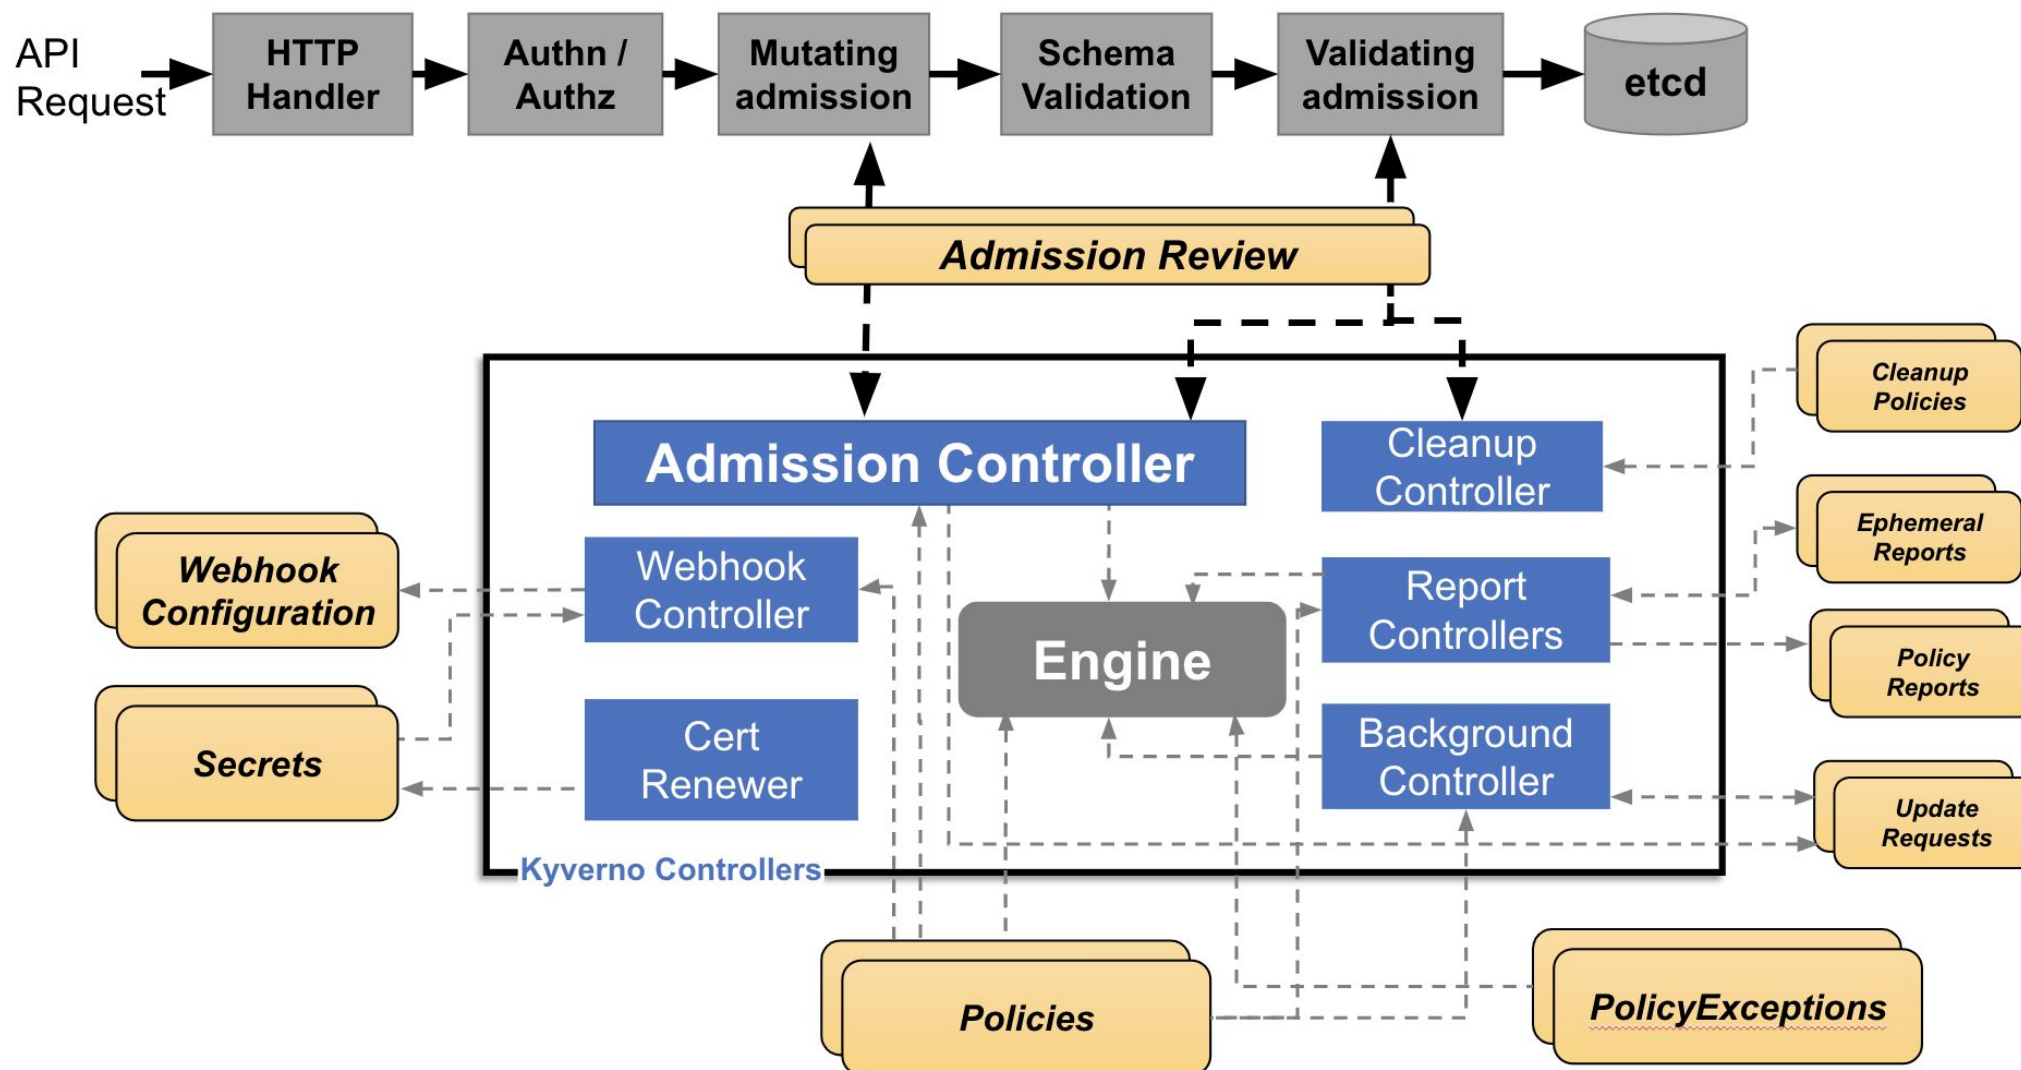 API
Request
HTTP
Handler
Authn /
Authz
Mutating
admission
Schema
Validation
Validating
admission
etcd
Admission Review
Admission Controller
Cleanup
Controller
Cleanup
Policies
Webhook
Configuration
Webhook
Controller
Engine
Report
Controllers
Ephemeral
Reports
Policy
Reports
Secrets
Cert
Renewer
Background
Controller
Update
Requests
Kyverno Controllers
Policies
PolicyExceptions